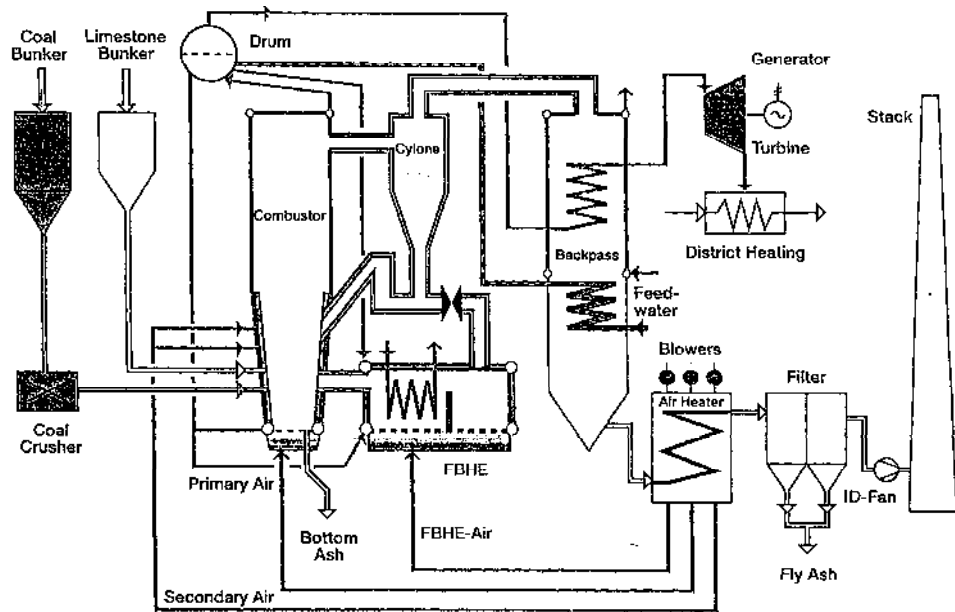 Coal
Bunker
Limestone
Bunker
Drum
Generator
Stack
Cylone
Turbine
Combustor
Backpass
District Healing
Feed-
water
Blowers
Filter
Air Heater
Coal
Crusher
FBHE
ID-Fan
Primary Air
Bottom
Ash
FBHE-Air
Fly Ash
Secondary Air